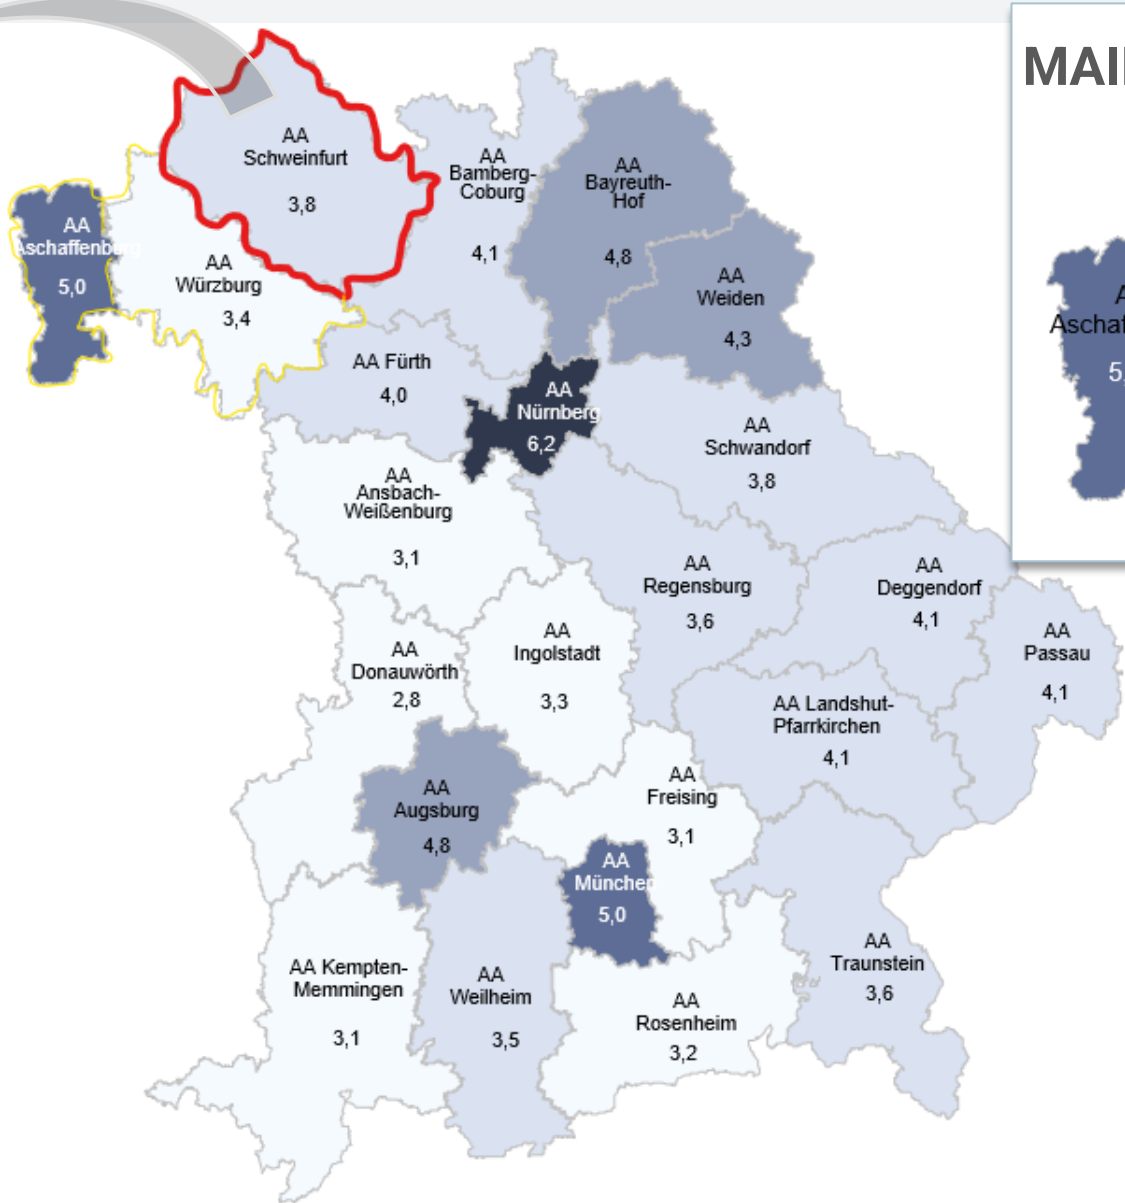 MAI
AA
Schweinfurt
3,8
AA
Bamberg-
Coburg
4,1
AA
Bayreuth-
Hof
4,8
AA
Aschaffenburg
5,0
AA
Würzburg
3,4
AA
Weiden
4,3
A
Aschaf
5,
AA Fürth
4,0
AA
Nürnberg
6,2
AA
Schwandorf
3,8
AA
Ansbach-
Weißenburg
3,1
AA
Regensburg
3,6
AA
Deggendorf
4,1
AA
Passau
4,1
AA
Donauwörth
2,8
AA
Ingolstadt
3,3
AA Landshut-
Pfarrkirchen
4,1
AA
Augsburg
4,8
AA
Freising
3,1
AA
München
5,0
AA Kempten-
Memmingen
3,1
AA
Weilheim
3,5
AA
Rosenheim
3,2
AA
Traunstein
3,6